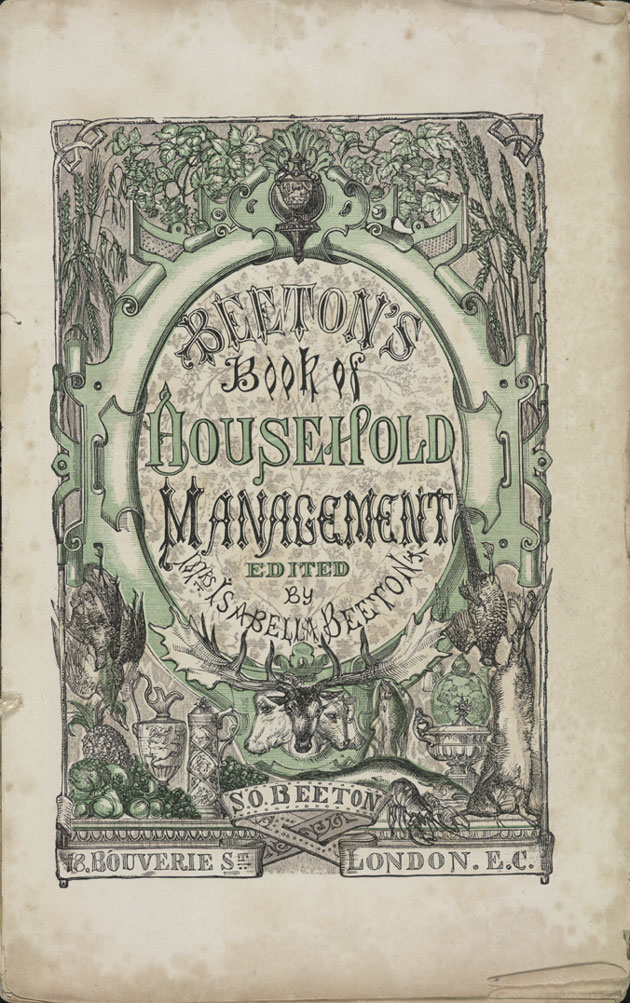 BEETON'S
BOOK OF
HOUSEHOLD
MANAGEMENT
EDITED
BY
MRS ISABELLA BEETON
S.O. BEETON
18. BOUVERIE ST
LONDON. E.C.